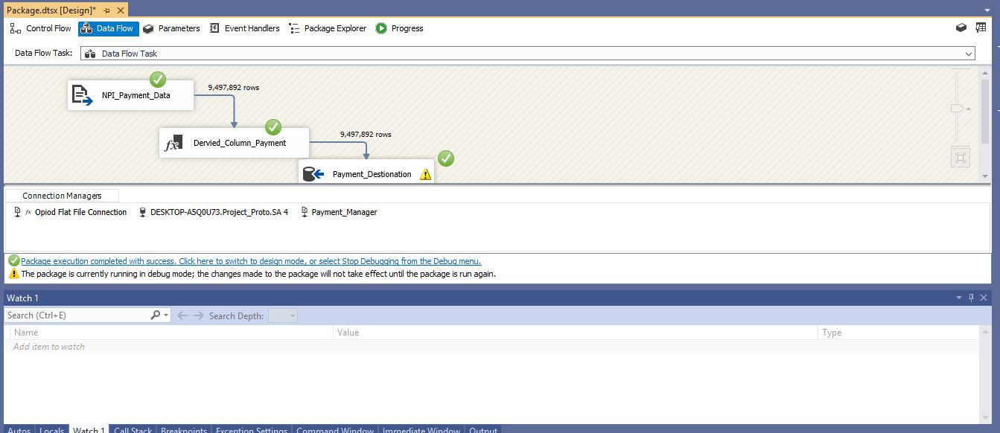 Package.dtsx [Design]*
Control Flow Data Flow Parameters Event Handlers Package Explorer Progress
Data Flow Task: Data Flow Task
9,497,892 rows
NPI_Payment_Data
9,497,892 rows
Dervied_Column_Payment
Payment_Destionation
Connection Managers
fx Opiod Flat File Connection DESKTOP-A5Q0U73.Project_Proto.SA 4 Payment_Manager
Package execution completed with success. Click here to switch to design mode, or select Stop Debugging from the Debug menu.
The package is currently running in debug mode; the changes made to the package will not take effect until the package is run again.
Watch 1
Search (Ctrl+E) Search Depth:
Name Value Type
Add item to watch
Autos Locals Watch 1 Call Stack Breakpoints Exception Settings Command Window Immediate Window Output